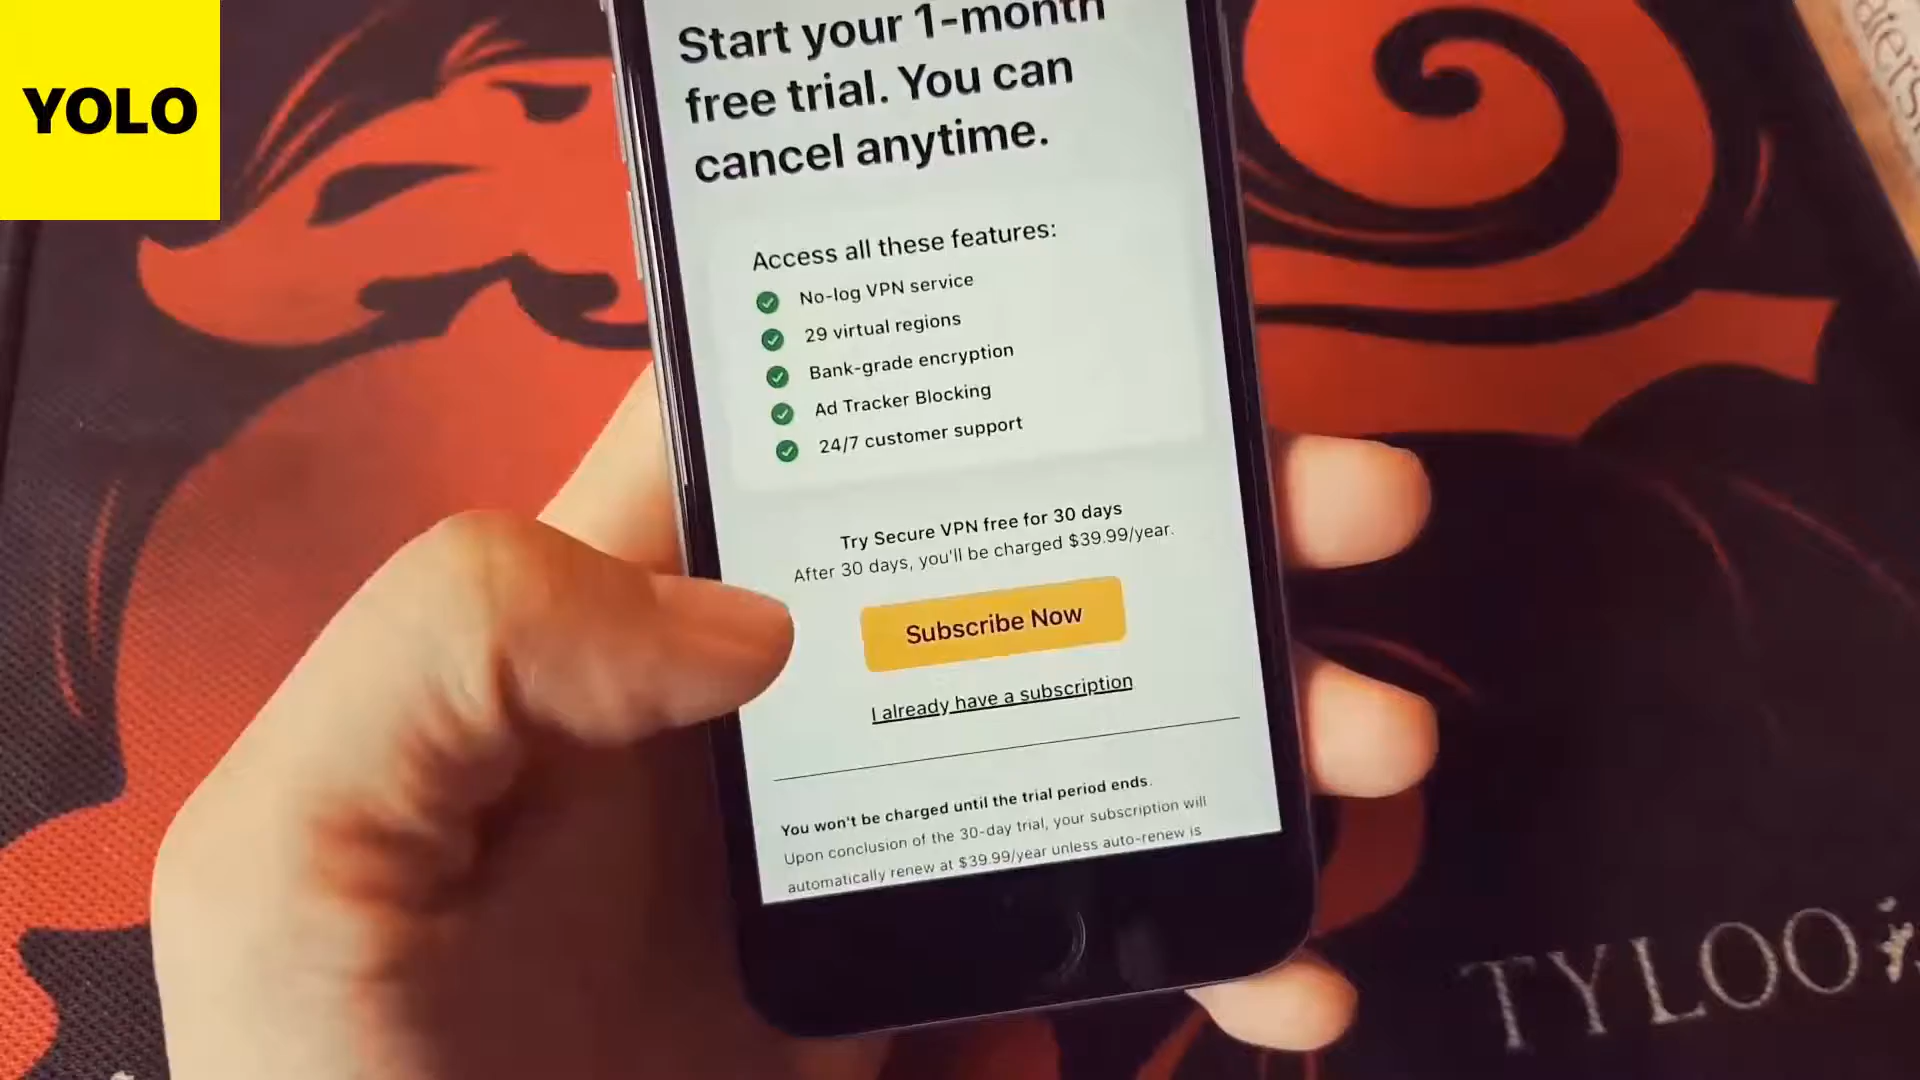 YOLO
Start your 1-month
free trial. You can
cancel anytime.
Access all these features:
No-log VPN service
29 virtual regions
Bank-grade encryption
Ad Tracker Blocking
24/7 customer support
Try Secure VPN free for 30 days
After 30 days, you'll be charged $39.99/year.
Subscribe Now
I already have a subscription
You won't be charged until the trial period ends.
Upon conclusion of the 30-day trial, your subscription will
automatically renew at $39.99/year unless auto-renew is
TYLOO